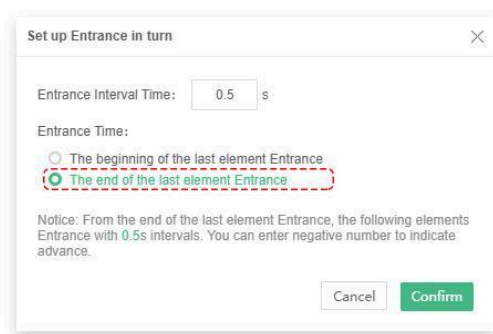 Set up Entrance in turn
Entrance Interval Time: 0.5 s
Entrance Time:
The beginning of the last element Entrance
The end of the last element Entrance
Notice: From the end of the last element Entrance, the following elements
Entrance with 0.5s intervals. You can enter negative number to indicate
advance.
Cancel Confirm